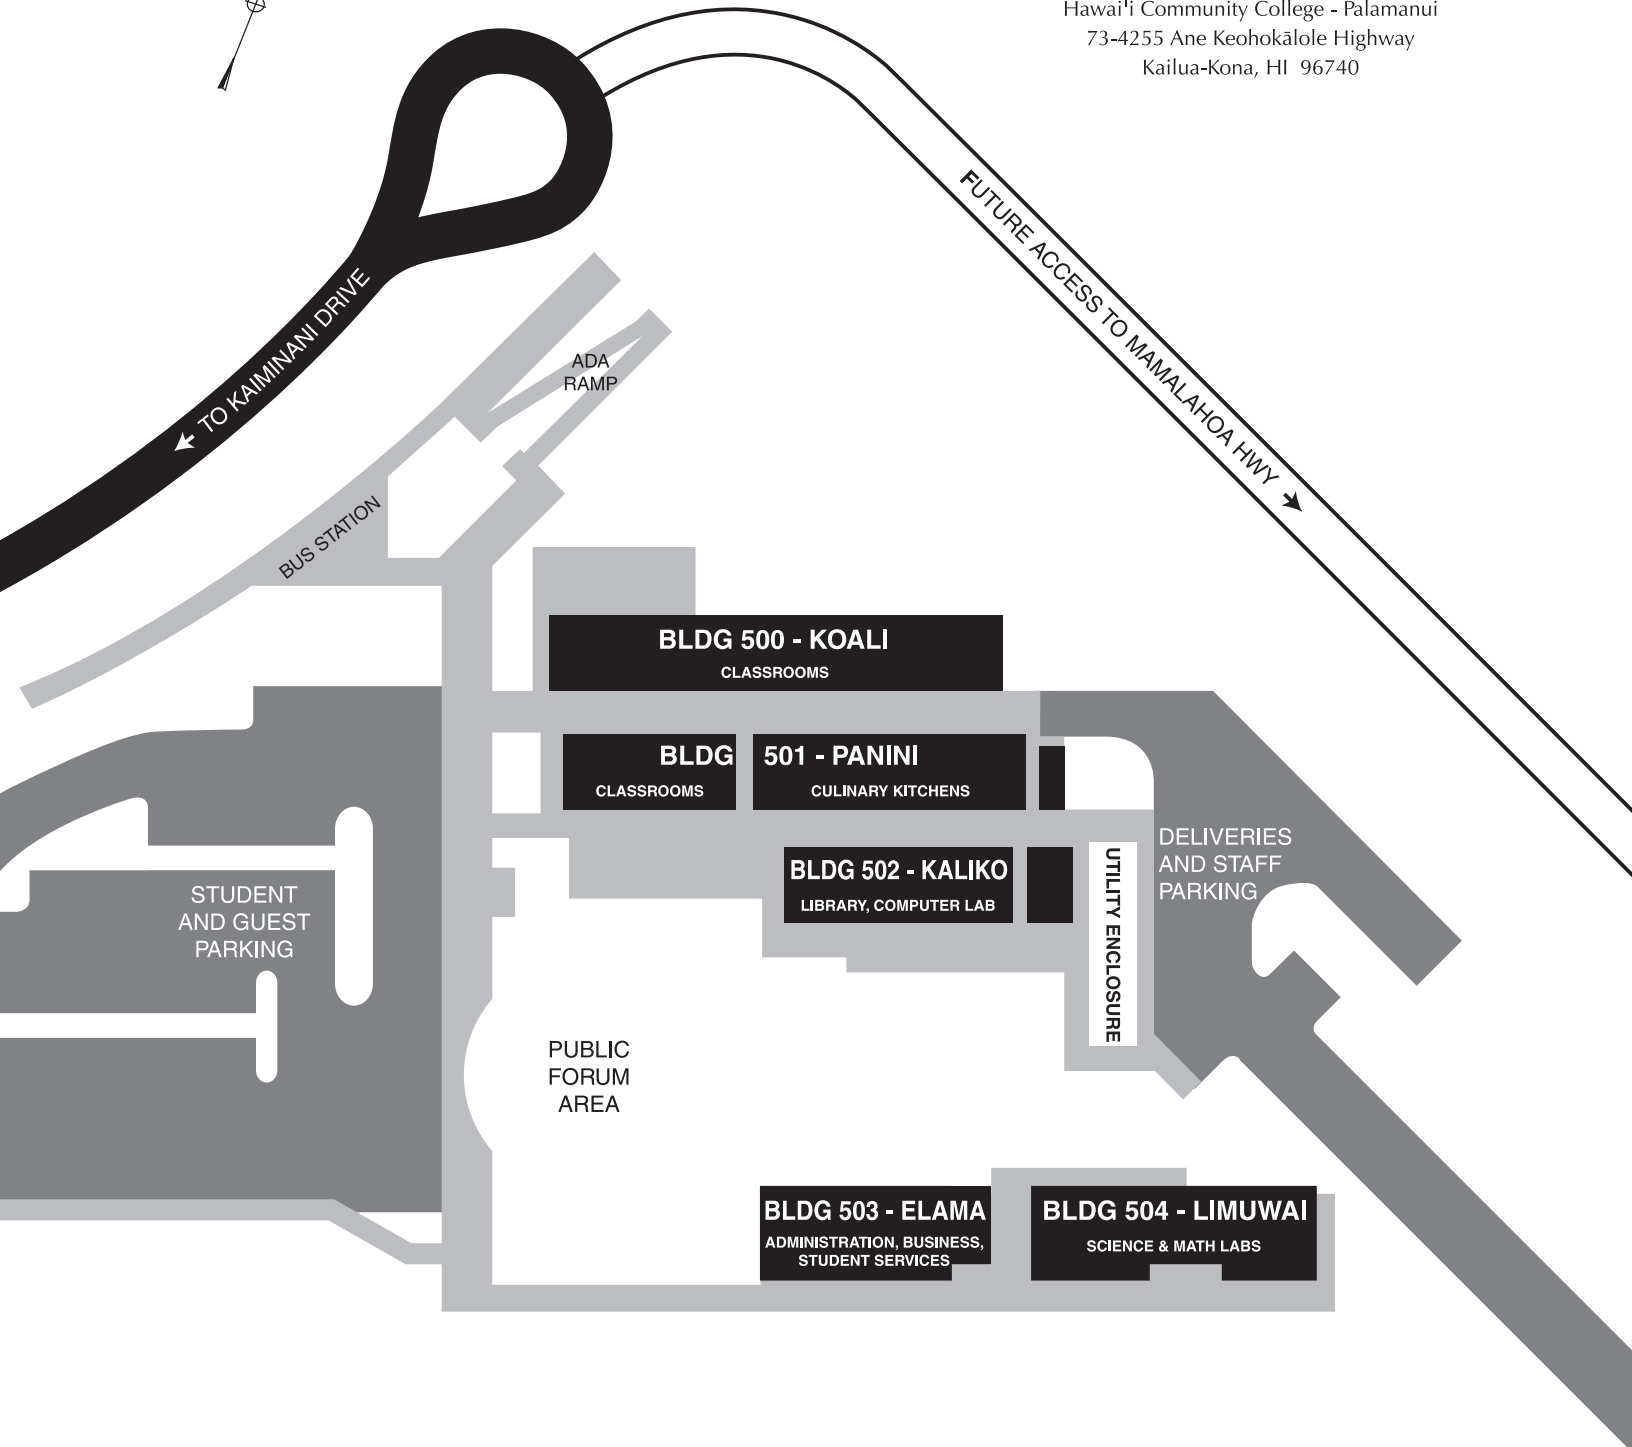 Hawai'i Community College - Palamanui
73-4255 Ane Keohokālole Highway
Kailua-Kona, HI 96740
FUTURE ACCESS TO MAMALAHOA HWY
TO KAIMINANI DRIVE
ADA
RAMP
BUS STATION
BLDG 500 - KOALI
CLASSROOMS
BLDG 501 - PANINI
CLASSROOMS
CULINARY KITCHENS
DELIVERIES
AND STAFF
PARKING
BLDG 502 - KALIKO
LIBRARY, COMPUTER LAB
UTILITY ENCLOSURE
STUDENT
AND GUEST
PARKING
PUBLIC
FORUM
AREA
BLDG 503 - ELAMA
ADMINISTRATION, BUSINESS,
STUDENT SERVICES
BLDG 504 - LIMUWAI
SCIENCE & MATH LABS